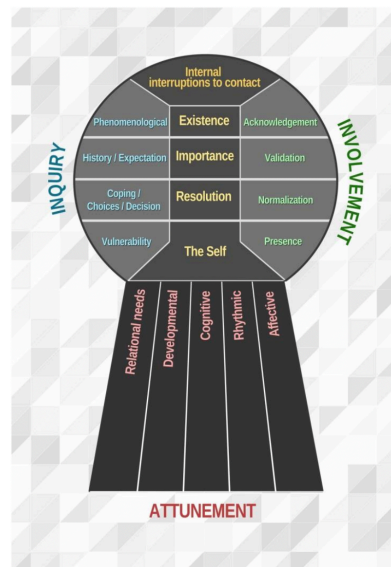 Internal
interruptions to contact
Phenomenological
Existence
Acknowledgement
History / Expectation
Importance
Validation
Coping /
Choices / Decision
Resolution
Normalization
Vulnerability
The Self
Presence
INQUIRY
INVOLVEMENT
Relational needs
Developmental
Cognitive
Rhythmic
Affective
ATTUNEMENT